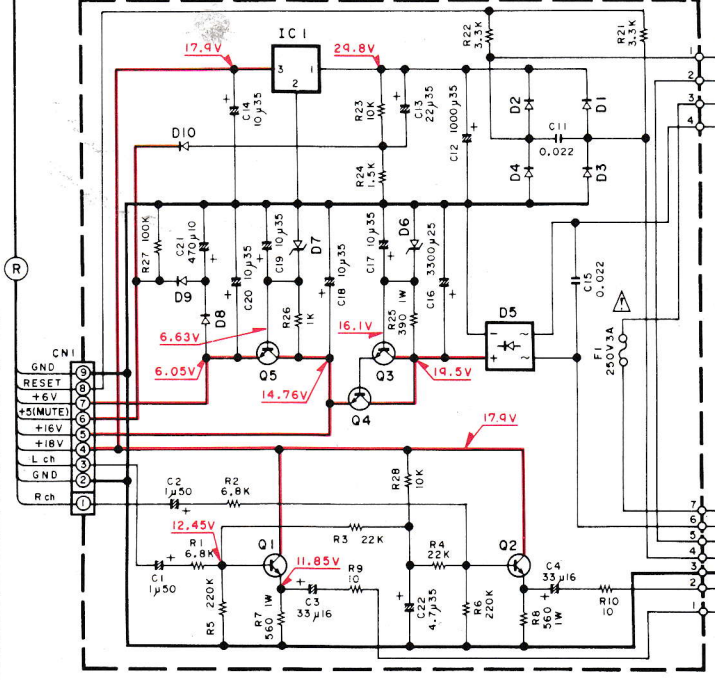 IC1
17.9V
29.8V
3
1
2
R22
3.3K
R21
3.3K
1
2
3
4
+
C14
10µ35
R23
10K
+
C13
22µ35
C12
1000µ35
+
D2
D1
C11
0.022
D4
D3
D10
R24
1.5K
R27 100K
C21
470µ10
+
C20
10µ35
+
C19
10µ35
+
D7
C18
10µ35
+
C17
10µ35
+
D6
C16
3300µ25
+
D5
C15
0.022
D9
D8
R26
1K
R25
390 1W
−
~
+
~
F1
250V3A
R
6.63V
16.1V
6.05V
Q5
14.76V
Q3
19.5V
Q4
CN1
GND 9
RESET 8
+6V 7
+5(MUTE) 6
+16V 5
+18V 4
L ch 3
GND 2
R ch 1
17.9V
C2
1µ50
+
R2
6.8K
R28
10K
12.45V
R3 22K
R1
6.8K
Q1
11.85V
R4
22K
Q2
C1
1µ50
+
R5 220K
R7
560 1W
+
C3
33µ16
R9
10
+
C22
4.7µ35
R6
220K
R8
560
1W
C4
33µ16
+
R10
10
7
6
5
4
3
2
1